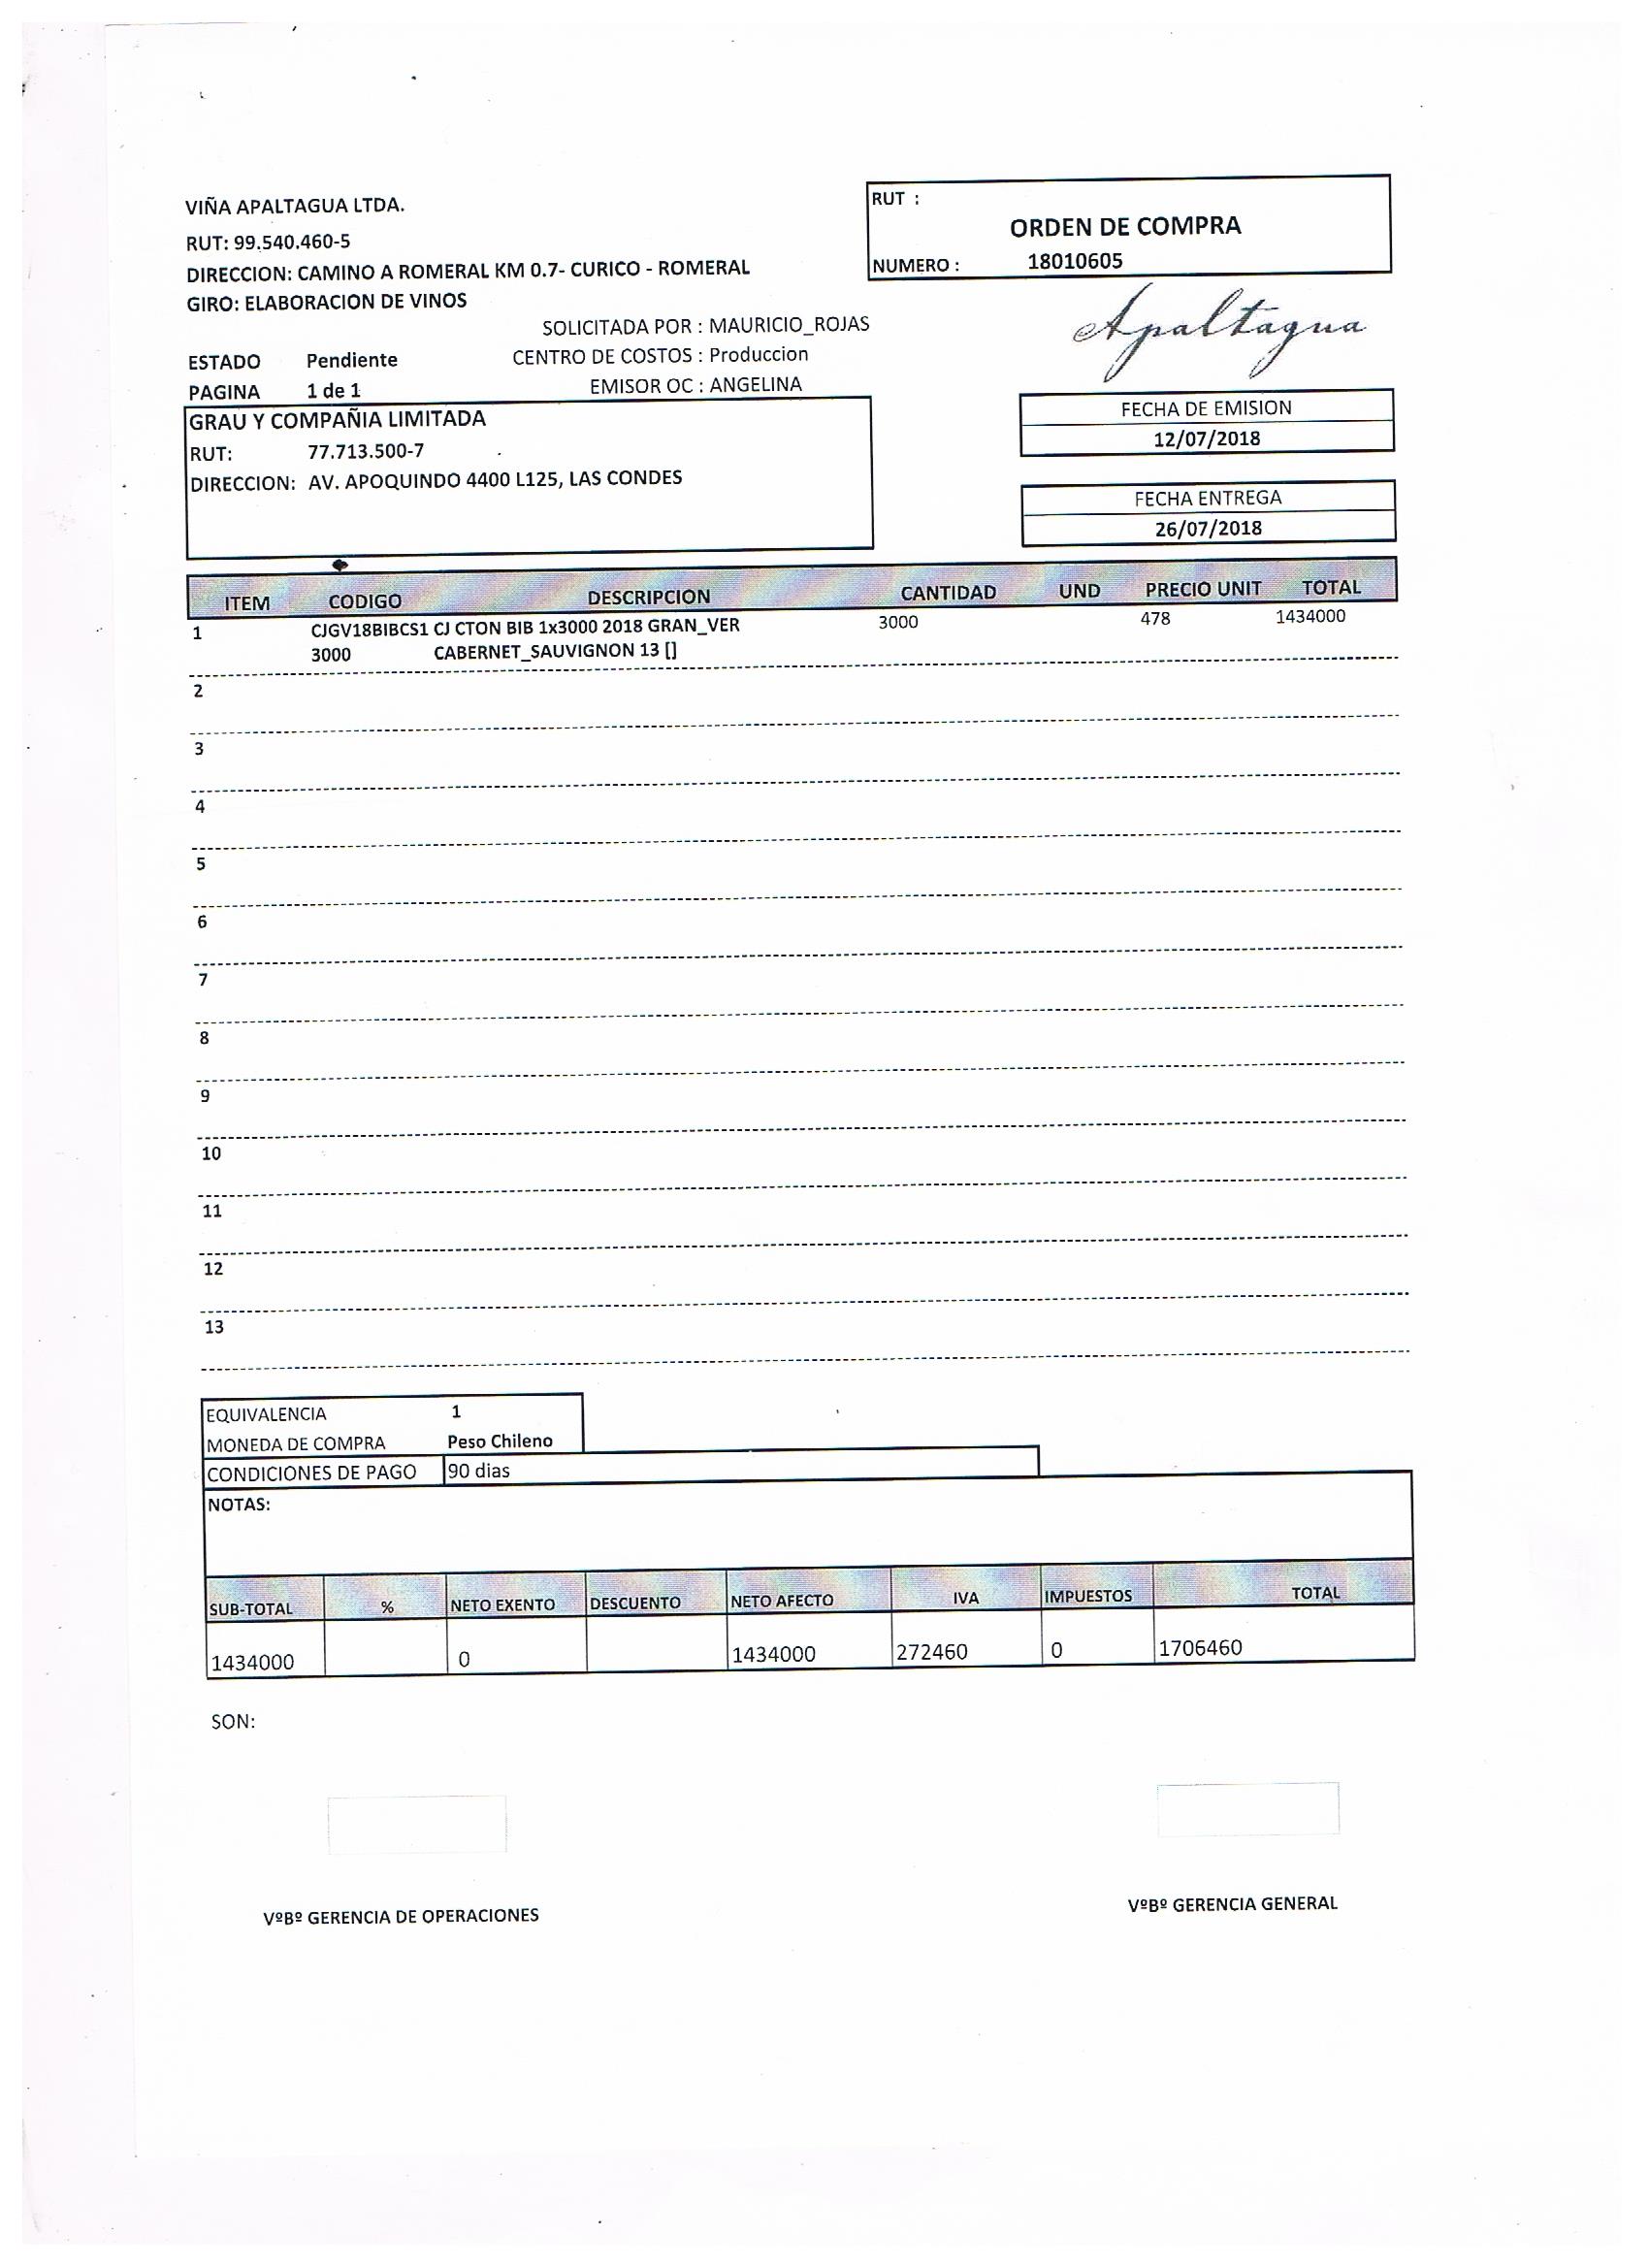 VIÑA APALTAGUA LTDA.
RUT: 99.540.460-5
DIRECCION: CAMINO A ROMERAL KM 0.7- CURICO - ROMERAL
GIRO: ELABORACION DE VINOS
RUT :
ORDEN DE COMPRA
NUMERO : 18010605
Apaltagua
SOLICITADA POR : MAURICIO_ROJAS
ESTADO Pendiente CENTRO DE COSTOS : Produccion
PAGINA 1 de 1 EMISOR OC : ANGELINA
GRAU Y COMPAÑIA LIMITADA
RUT: 77.713.500-7
DIRECCION: AV. APOQUINDO 4400 L125, LAS CONDES
FECHA DE EMISION
12/07/2018
FECHA ENTREGA
26/07/2018
ITEM CODIGO DESCRIPCION CANTIDAD UND PRECIO UNIT TOTAL
1 CJGV18BIBCS1 CJ CTON BIB 1x3000 2018 GRAN_VER 3000 478 1434000
3000 CABERNET_SAUVIGNON 13 []
2
3
4
5
6
7
8
9
10
11
12
13
EQUIVALENCIA 1
MONEDA DE COMPRA Peso Chileno
CONDICIONES DE PAGO 90 dias
NOTAS:
SUB-TOTAL % NETO EXENTO DESCUENTO NETO AFECTO IVA IMPUESTOS TOTAL
1434000 0 1434000 272460 0 1706460
SON:
VºBº GERENCIA DE OPERACIONES VºBº GERENCIA GENERAL